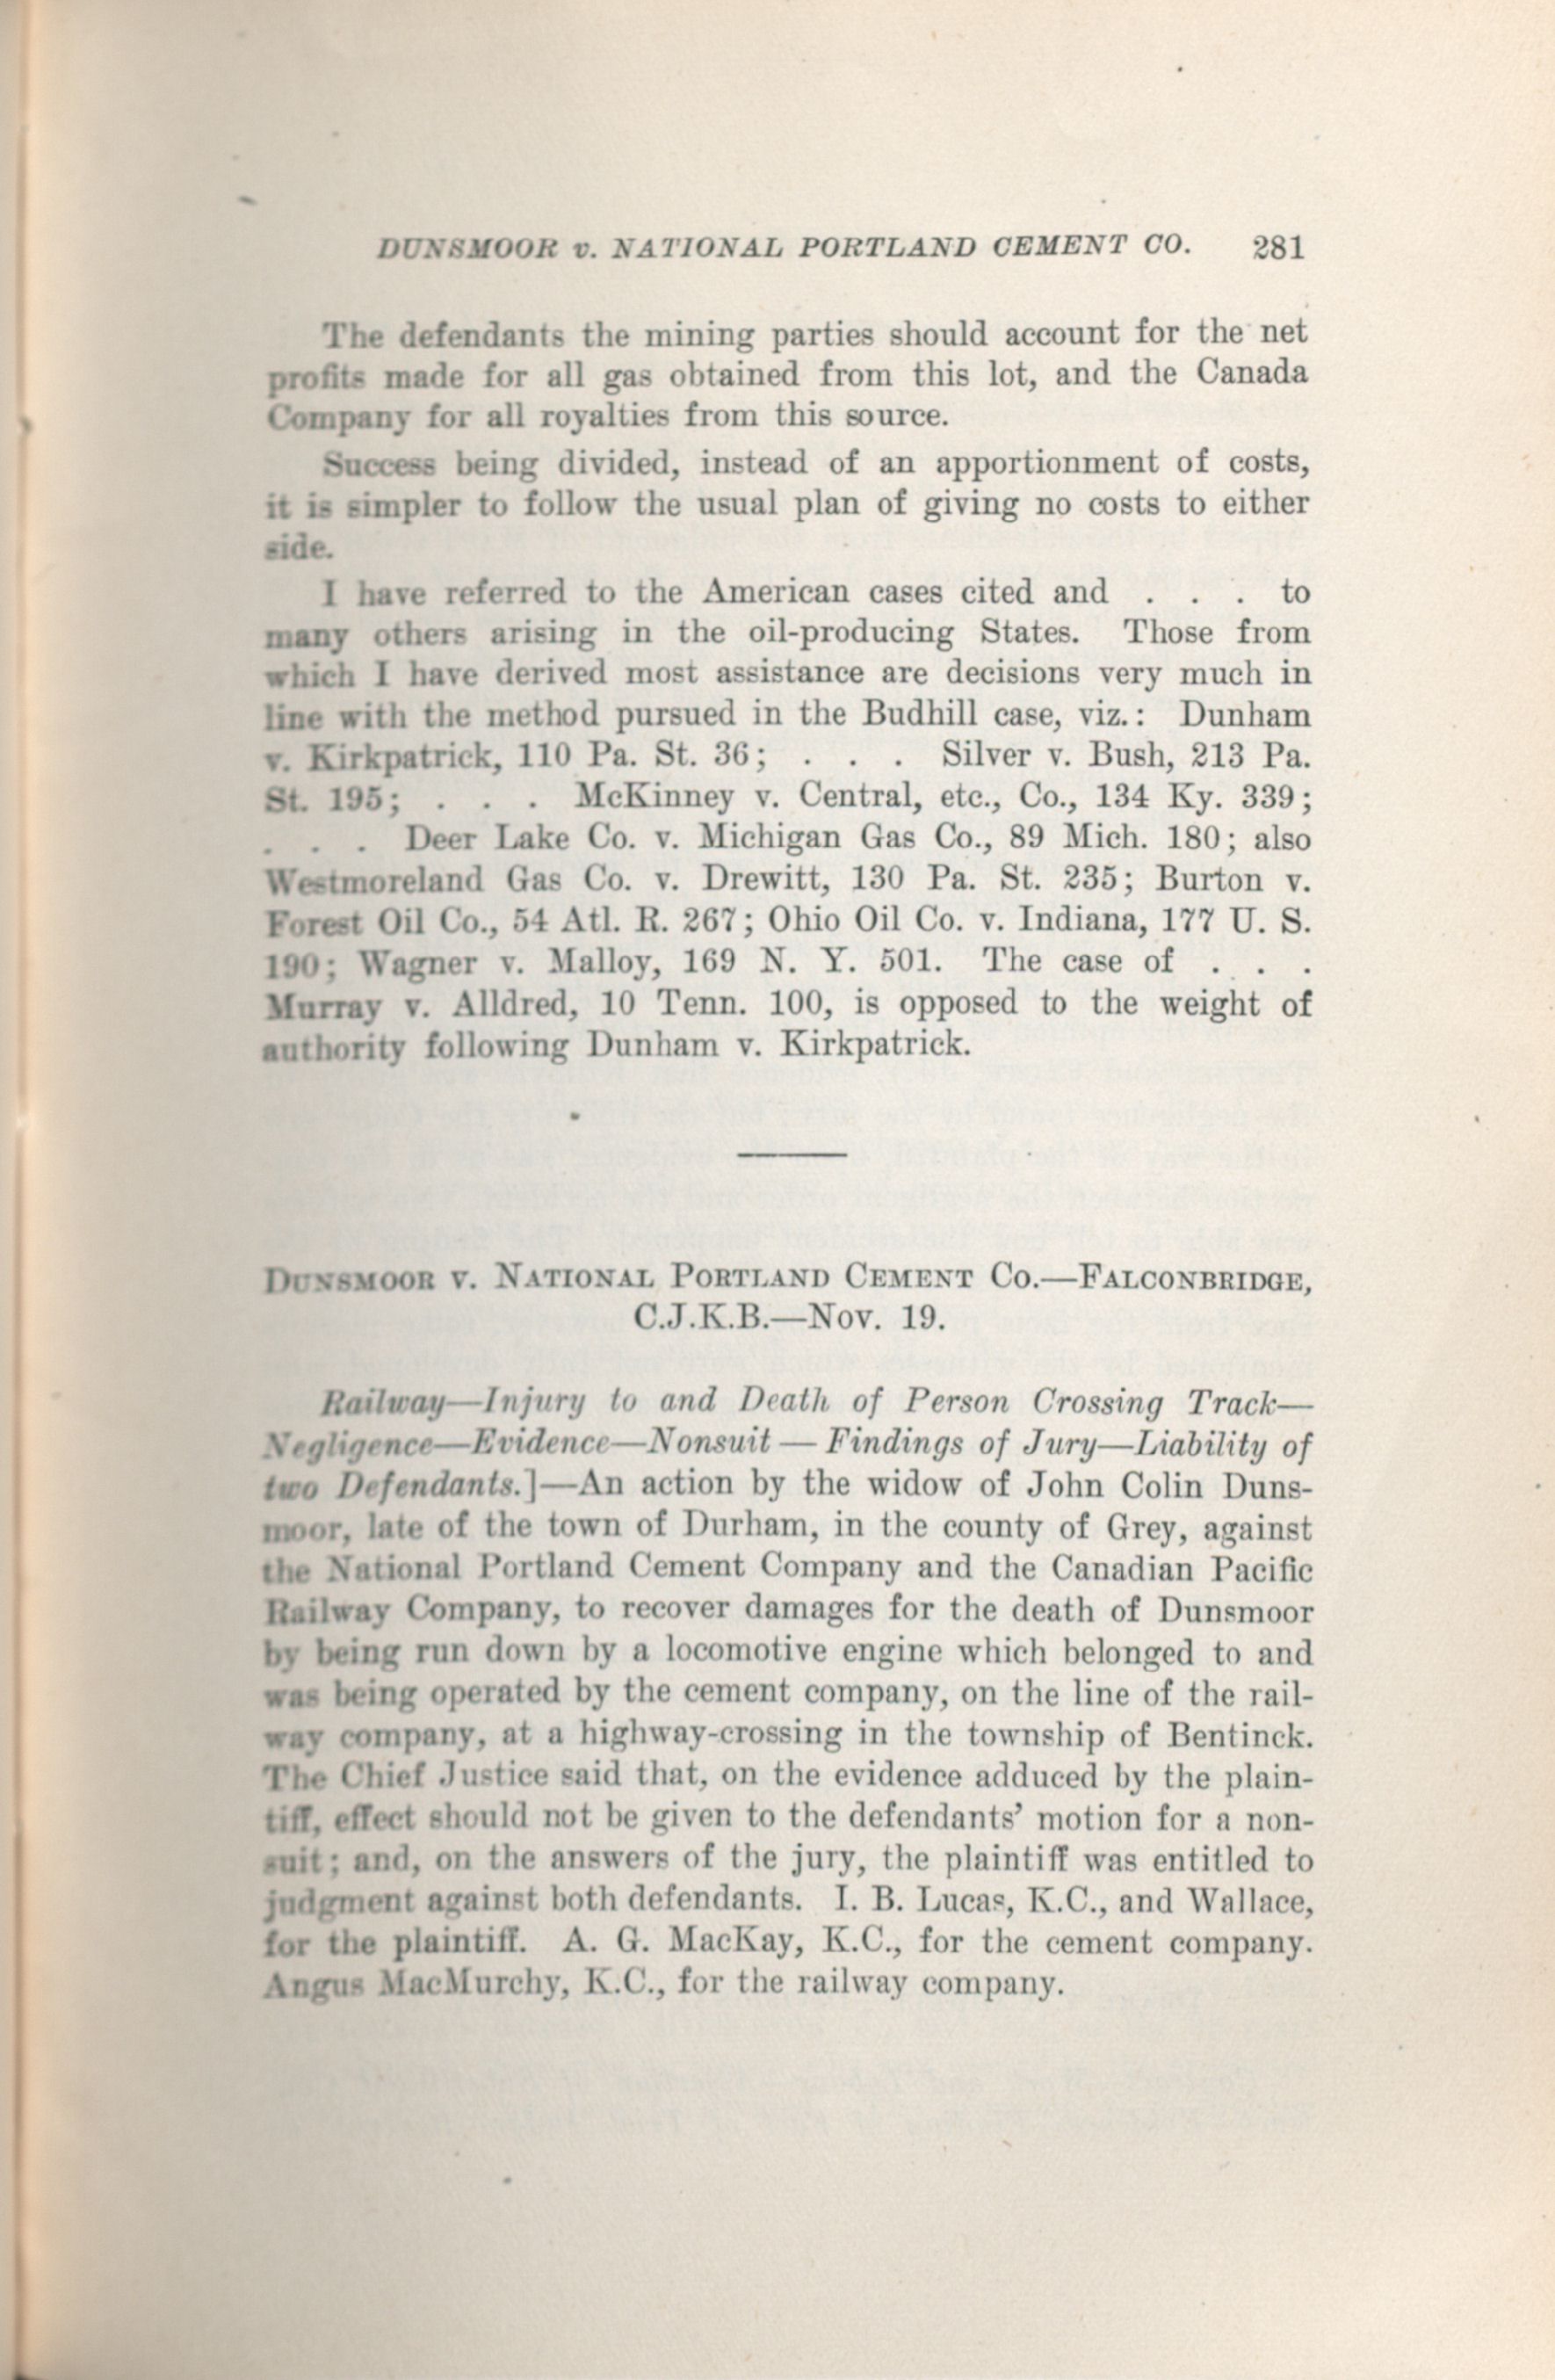 DUNSMOOR v. NATIONAL PORTLAND CEMENT CO. 281
The defendants the mining parties should account for the net
profits made for all gas obtained from this lot, and the Canada
Company for all royalties from this source.
Success being divided, instead of an apportionment of costs,
it is simpler to follow the usual plan of giving no costs to either
side.
I have referred to the American cases cited and . . . to
many others arising in the oil-producing States. Those from
which I have derived most assistance are decisions very much in
line with the method pursued in the Budhill case, viz.: Dunham
v. Kirkpatrick, 110 Pa. St. 36; . . . Silver v. Bush, 213 Pa.
St. 195; . . . McKinney v. Central, etc., Co., 134 Ky. 339;
. . . Deer Lake Co. v. Michigan Gas Co., 89 Mich. 180; also
Westmoreland Gas Co. v. Drewitt, 130 Pa. St. 235; Burton v.
Forest Oil Co., 54 Atl. R. 267; Ohio Oil Co. v. Indiana, 177 U. S.
190; Wagner v. Malloy, 169 N. Y. 501. The case of . . .
Murray v. Alldred, 10 Tenn. 100, is opposed to the weight of
authority following Dunham v. Kirkpatrick.
DUNSMOOR V. NATIONAL PORTLAND CEMENT CO.—FALCONBRIDGE,
C.J.K.B.—NOV. 19.
Railway—Injury to and Death of Person Crossing Track—
Negligence—Evidence—Nonsuit — Findings of Jury—Liability of
two Defendants.]—An action by the widow of John Colin Duns-
moor, late of the town of Durham, in the county of Grey, against
the National Portland Cement Company and the Canadian Pacific
Railway Company, to recover damages for the death of Dunsmoor
by being run down by a locomotive engine which belonged to and
was being operated by the cement company, on the line of the rail-
way company, at a highway-crossing in the township of Bentinck.
The Chief Justice said that, on the evidence adduced by the plain-
tiff, effect should not be given to the defendants' motion for a non-
suit; and, on the answers of the jury, the plaintiff was entitled to
judgment against both defendants. I. B. Lucas, K.C., and Wallace,
for the plaintiff. A. G. MacKay, K.C., for the cement company.
Angus MacMurchy, K.C., for the railway company.